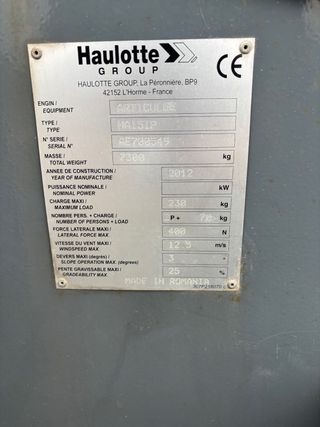 Haulotte
GROUP
CE
HAULOTTE GROUP, La Péronnière, BP9
42152 L'Horme - France
ENGIN / EQUIPMENT ARTICULEE
TYPE / TYPE HA15IP
N° SERIE / SERIAL N°
MASSE / TOTAL WEIGHT 7300 kg
ANNEE DE CONSTRUCTION / YEAR OF MANUFACTURE 2012
PUISSANCE NOMINALE / NOMINAL POWER kW
CHARGE MAXI / MAXIMUM LOAD 230 kg
NOMBRE PERS. + CHARGE / NUMBER OF PERSONS + LOAD P + kg
FORCE LATERALE MAXI / LATERAL FORCE MAX. 400 N
VITESSE DU VENT MAXI / WINDSPEED MAX. 12.5 m/s
DEVERS MAXI (degrés) / SLOPE OPERATION MAX. (degrees) 3 °
PENTE GRAVISSABLE MAXI / GRADEABILITY MAX. 25 %
MADE IN ROMANIA